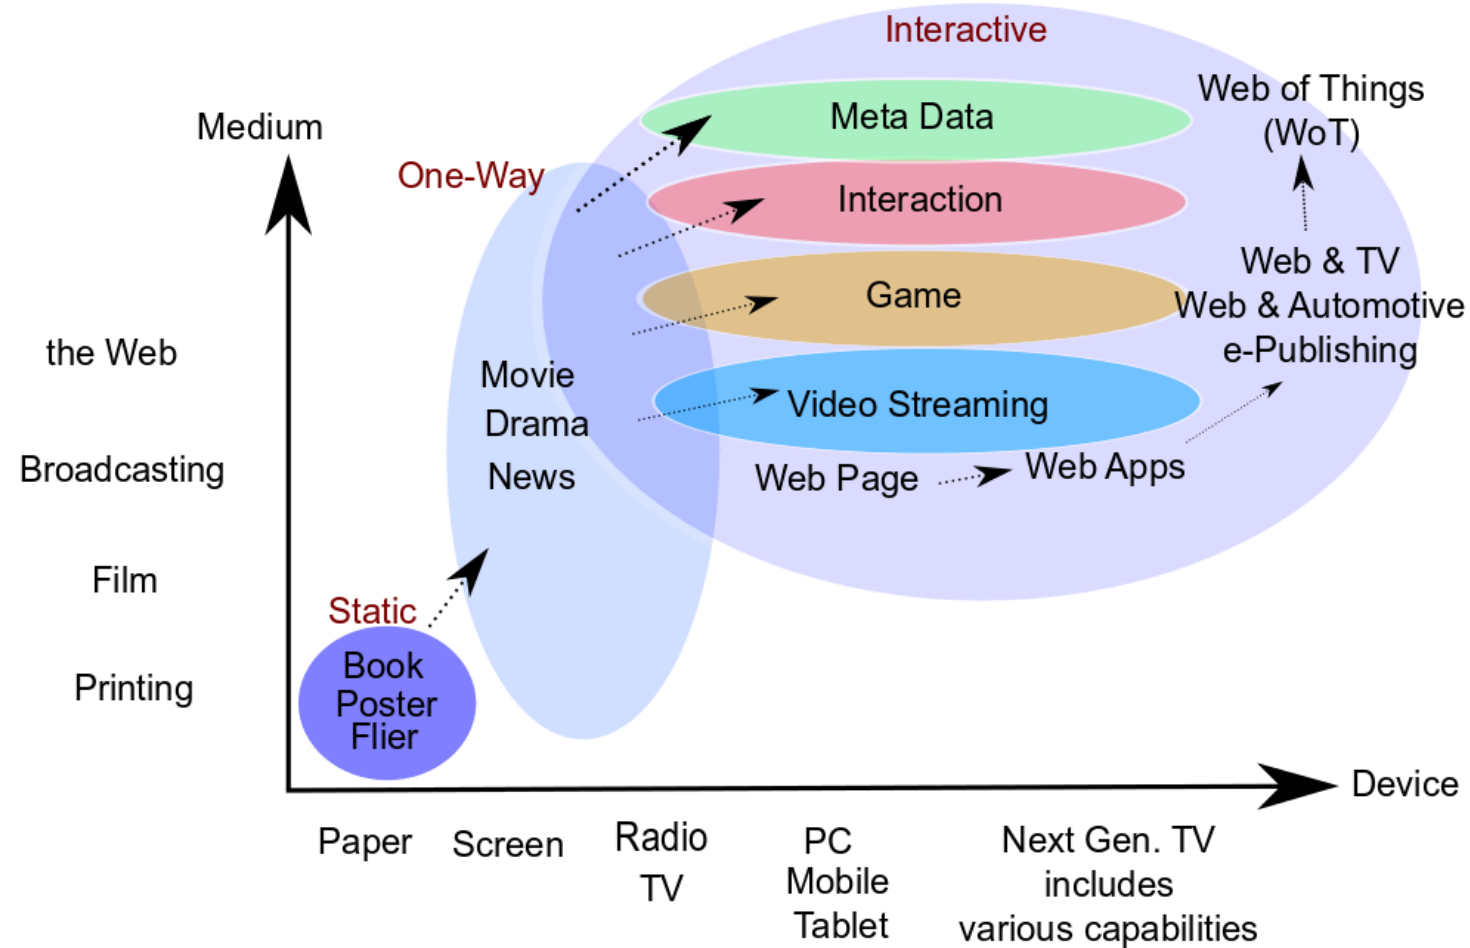 Interactive
Medium
One-Way
Meta Data
Web of Things
(WoT)
Interaction
Game
Web & TV
Web & Automotive
e-Publishing
the Web
Movie
Drama
News
Video Streaming
Broadcasting
Web Page
Web Apps
Film
Static
Printing
Book
Poster
Flier
Device
Paper
Screen
Radio
TV
PC
Mobile
Tablet
Next Gen. TV
includes
various capabilities